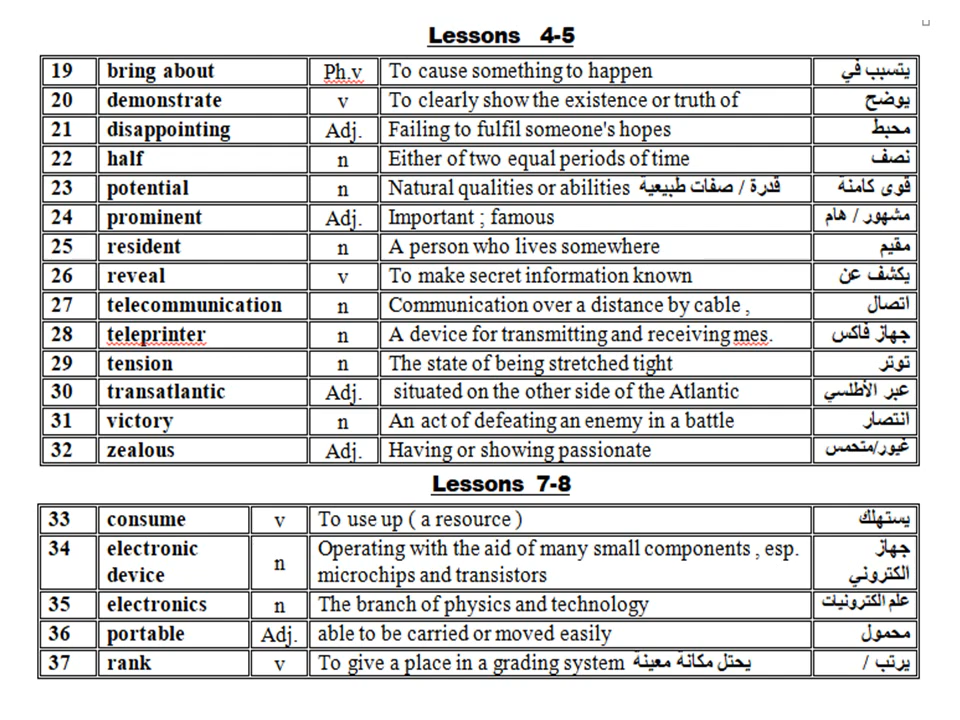 Lessons 4-5
19 bring about Ph.v To cause something to happen يتسبب في
20 demonstrate v To clearly show the existence or truth of يوضح
21 disappointing Adj. Failing to fulfil someone's hopes محبط
22 half n Either of two equal periods of time نصف
23 potential n Natural qualities or abilities قدرة / صفات طبيعية قوى كامنة
24 prominent Adj. Important ; famous مشهور / هام
25 resident n A person who lives somewhere مقيم
26 reveal v To make secret information known يكشف عن
27 telecommunication n Communication over a distance by cable , اتصال
28 teleprinter n A device for transmitting and receiving mes. جهاز فاكس
29 tension n The state of being stretched tight توتر
30 transatlantic Adj. situated on the other side of the Atlantic عبر الأطلسي
31 victory n An act of defeating an enemy in a battle انتصار
32 zealous Adj. Having or showing passionate غيور/متحمس
Lessons 7-8
33 consume v To use up ( a resource ) يستهلك
34 electronic n Operating with the aid of many small components , esp. جهاز
device microchips and transistors الكتروني
35 electronics n The branch of physics and technology علم الكترونيات
36 portable Adj. able to be carried or moved easily محمول
37 rank v To give a place in a grading system يحتل مكانة معينة يرتب /